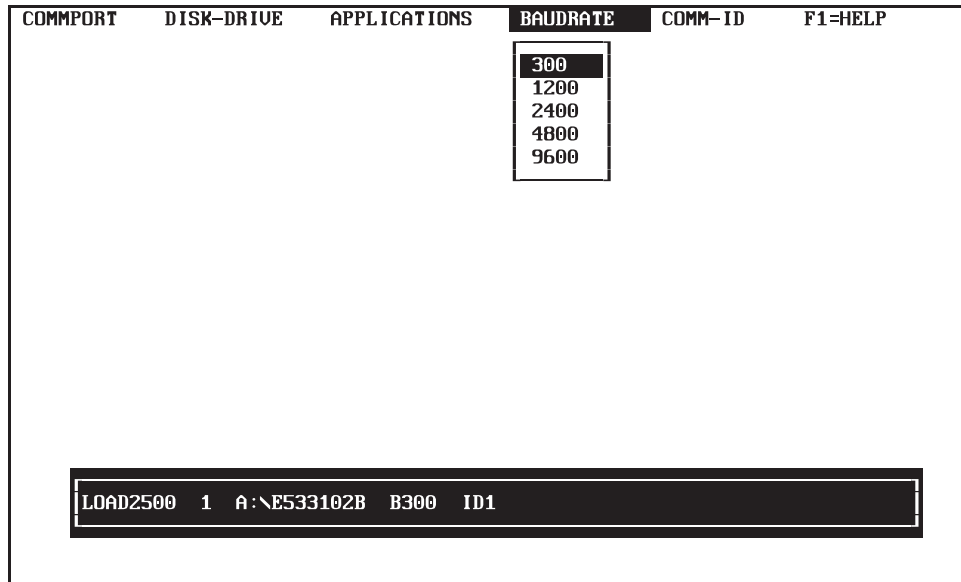 COMMPORT DISK-DRIVE APPLICATIONS BAUDRATE COMM-ID F1=HELP
300
1200
2400
4800
9600
LOAD2500 1 A:\E533102B B300 ID1